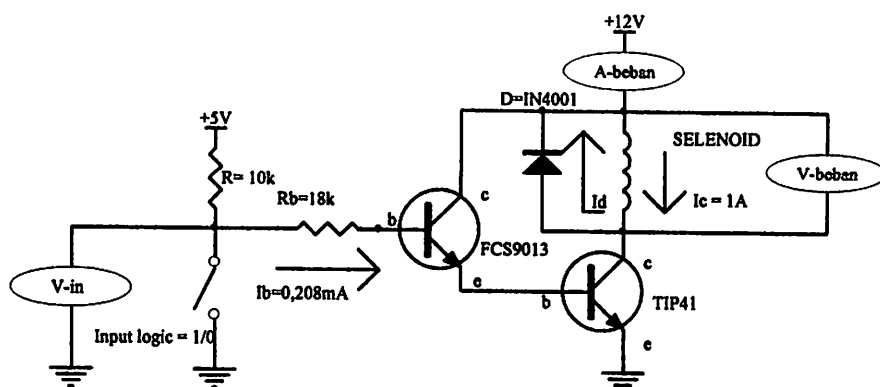 +12V
A-beban
D=IN4001
+5V
R= 10k
SELENOID
Rb=18k
c
V-beban
b
Id
Ic = 1A
FCS9013
V-in
Ib=0,208mA
e
c
b
TIP41
Input logic = 1/0
e